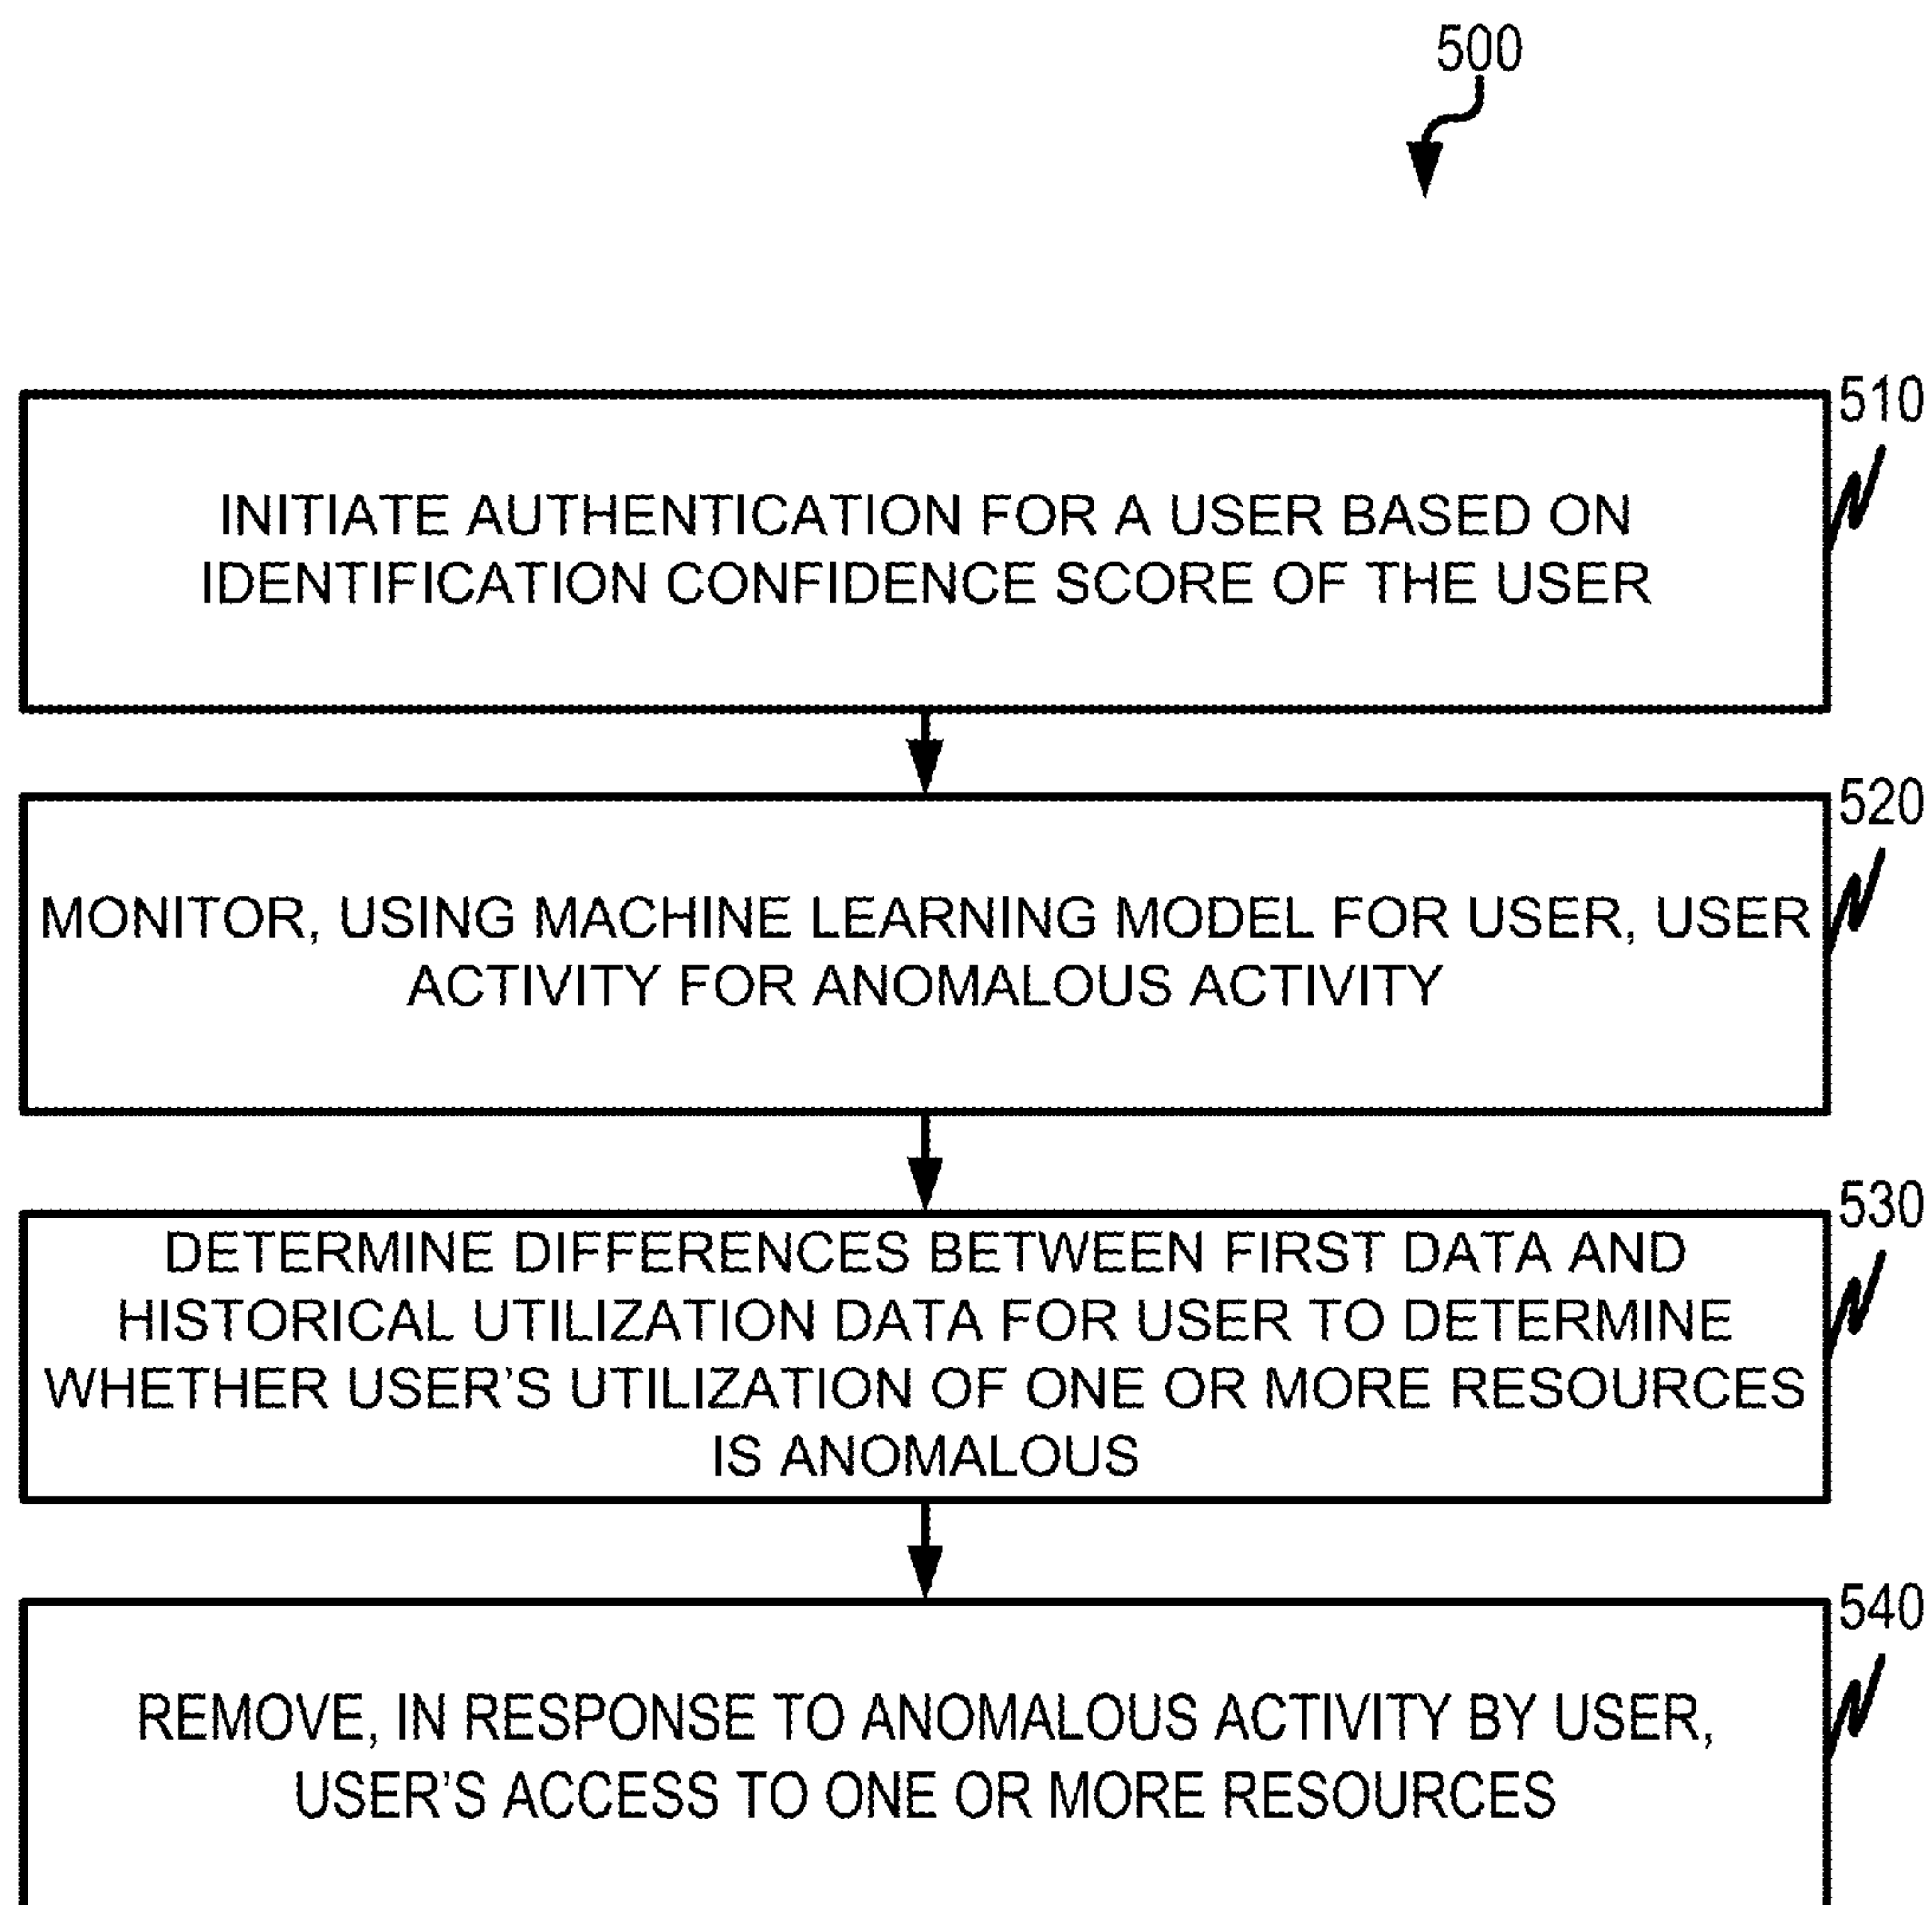 500
510
INITIATE AUTHENTICATION FOR A USER BASED ON
IDENTIFICATION CONFIDENCE SCORE OF THE USER
520
MONITOR, USING MACHINE LEARNING MODEL FOR USER, USER
ACTIVITY FOR ANOMALOUS ACTIVITY
530
DETERMINE DIFFERENCES BETWEEN FIRST DATA AND
HISTORICAL UTILIZATION DATA FOR USER TO DETERMINE
WHETHER USER'S UTILIZATION OF ONE OR MORE RESOURCES
IS ANOMALOUS
540
REMOVE, IN RESPONSE TO ANOMALOUS ACTIVITY BY USER,
USER'S ACCESS TO ONE OR MORE RESOURCES